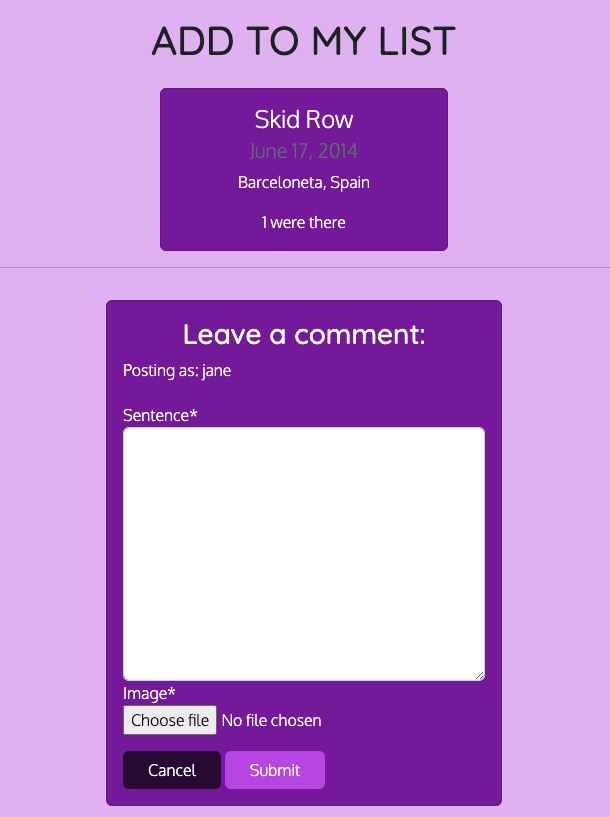 ADD TO MY LIST
Skid Row
June 17, 2014
Barceloneta, Spain
1 were there
Leave a comment:
Posting as: jane
Sentence*
Image*
Choose file No file chosen
Cancel Submit